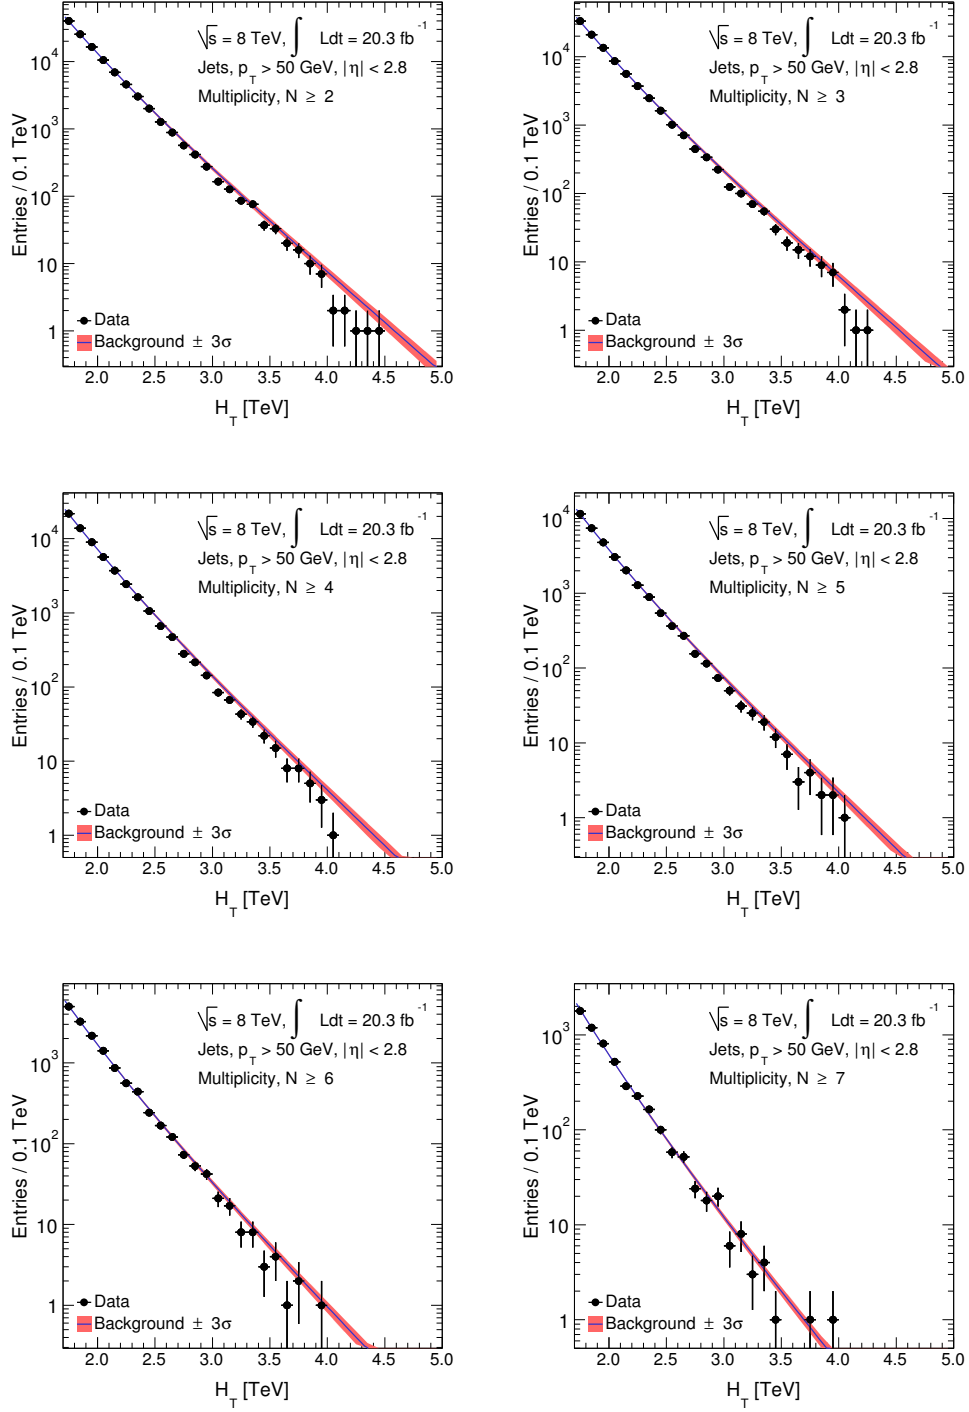 √s = 8 TeV, ∫ Ldt = 20.3 fb⁻¹
Jets, p_T > 50 GeV, |η| < 2.8
Multiplicity, N ≥ 2
Entries / 0.1 TeV
10⁴
10³
10²
10
1
Data
Background ± 3σ
2.0 2.5 3.0 3.5 4.0 4.5 5.0
H_T [TeV]
√s = 8 TeV, ∫ Ldt = 20.3 fb⁻¹
Jets, p_T > 50 GeV, |η| < 2.8
Multiplicity, N ≥ 3
Entries / 0.1 TeV
10⁴
10³
10²
10
1
Data
Background ± 3σ
2.0 2.5 3.0 3.5 4.0 4.5 5.0
H_T [TeV]
√s = 8 TeV, ∫ Ldt = 20.3 fb⁻¹
Jets, p_T > 50 GeV, |η| < 2.8
Multiplicity, N ≥ 4
Entries / 0.1 TeV
10⁴
10³
10²
10
1
Data
Background ± 3σ
2.0 2.5 3.0 3.5 4.0 4.5 5.0
H_T [TeV]
√s = 8 TeV, ∫ Ldt = 20.3 fb⁻¹
Jets, p_T > 50 GeV, |η| < 2.8
Multiplicity, N ≥ 5
Entries / 0.1 TeV
10⁴
10³
10²
10
1
Data
Background ± 3σ
2.0 2.5 3.0 3.5 4.0 4.5 5.0
H_T [TeV]
√s = 8 TeV, ∫ Ldt = 20.3 fb⁻¹
Jets, p_T > 50 GeV, |η| < 2.8
Multiplicity, N ≥ 6
Entries / 0.1 TeV
10³
10²
10
1
Data
Background ± 3σ
2.0 2.5 3.0 3.5 4.0 4.5 5.0
H_T [TeV]
√s = 8 TeV, ∫ Ldt = 20.3 fb⁻¹
Jets, p_T > 50 GeV, |η| < 2.8
Multiplicity, N ≥ 7
Entries / 0.1 TeV
10³
10²
10
1
Data
Background ± 3σ
2.0 2.5 3.0 3.5 4.0 4.5 5.0
H_T [TeV]